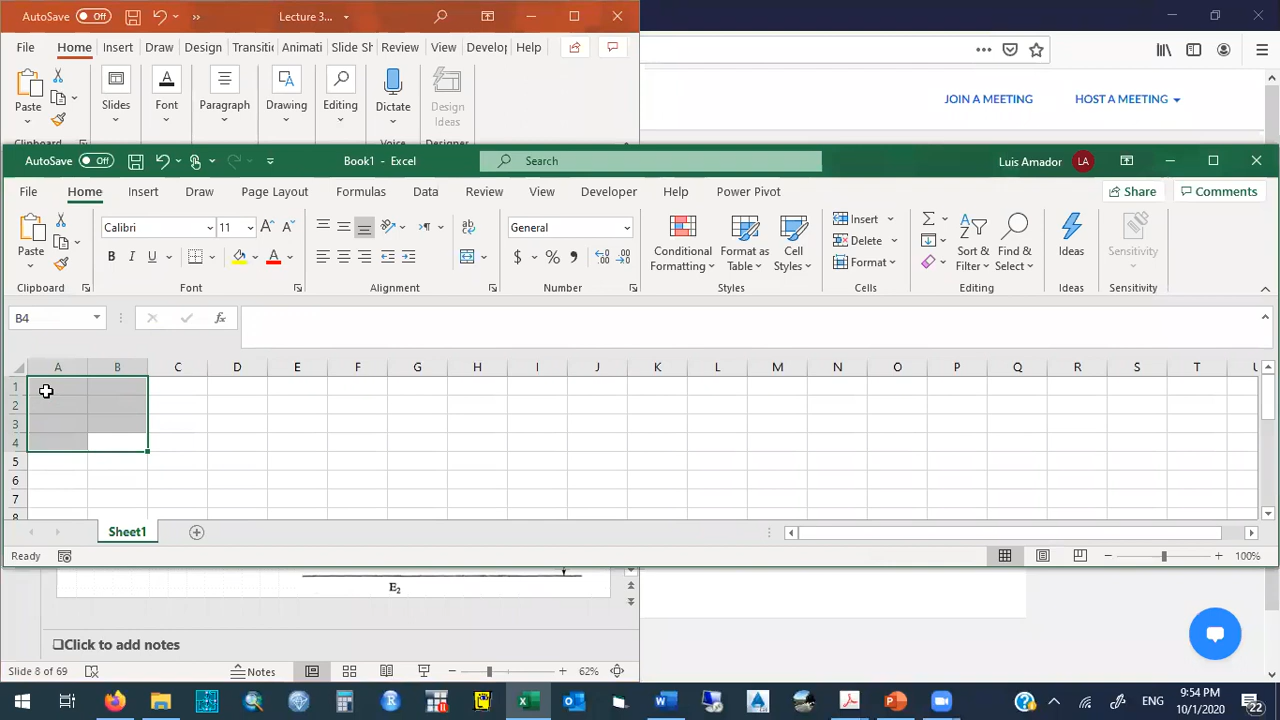 AutoSave Off Lecture 3...
File Home Insert Draw Design Transitic Animati Slide Sh Review View Develop Help
Paste Slides Font Paragraph Drawing Editing Dictate Design Ideas
Clipboard Designer
JOIN A MEETING HOST A MEETING
AutoSave Off Book1 - Excel Search Luis Amador LA
File Home Insert Draw Page Layout Formulas Data Review View Developer Help Power Pivot Share Comments
Paste Calibri 11 General Conditional Formatting Format as Table Cell Styles Insert Delete Format Sort & Filter Find & Select Ideas Sensitivity
Clipboard Font Alignment Number Styles Cells Editing Ideas Sensitivity
B4 fx
A B C D E F G H I J K L M N O P Q R S T U
1
2
3
4
5
6
7
8
Sheet1
Ready 100%
E2
Click to add notes
Slide 8 of 69 Notes 62%
ENG 9:54 PM
10/1/2020 22